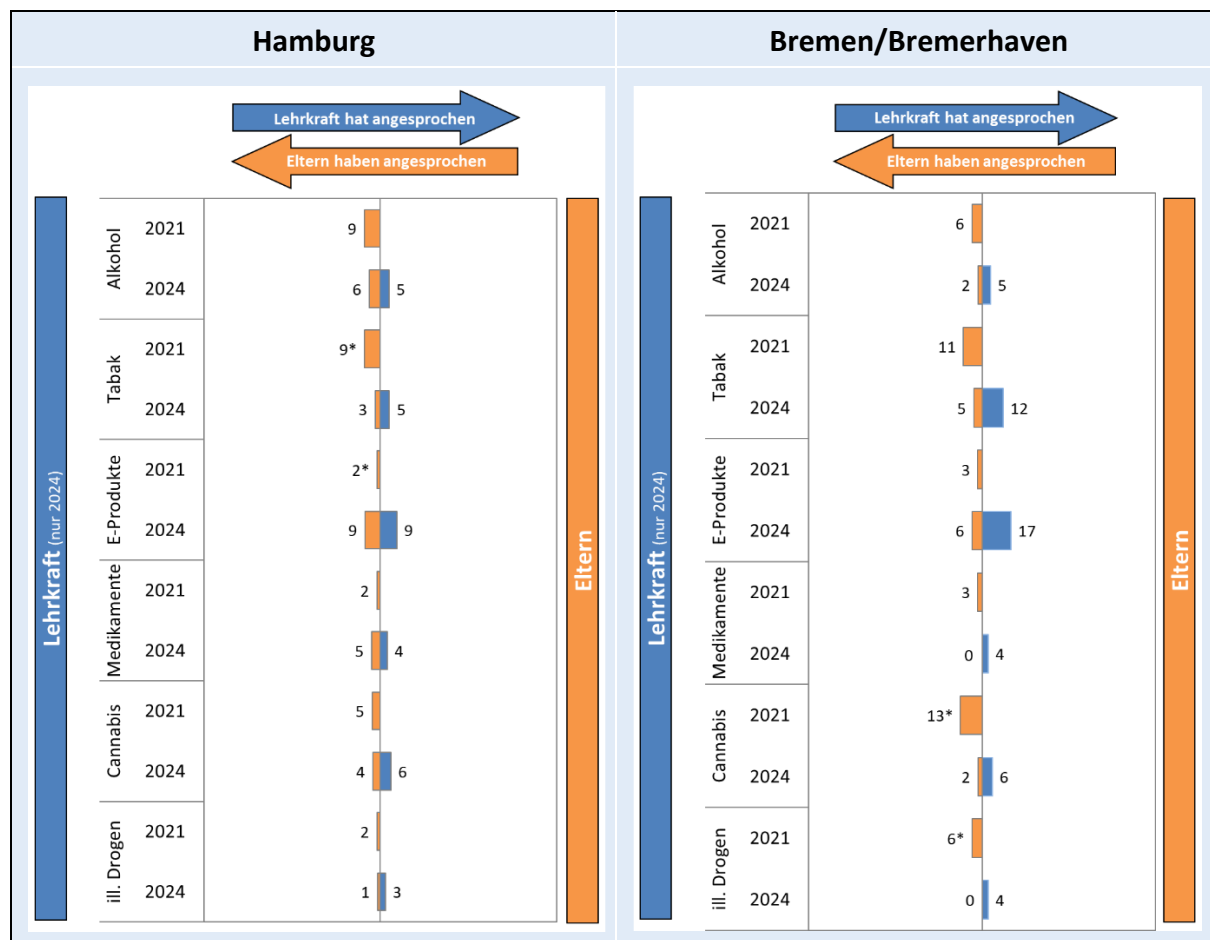 Hamburg
Lehrkraft hat angesprochen
Eltern haben angesprochen
Lehrkraft (nur 2024)
Alkohol
2021
9
2024
6 5
Tabak
2021
9*
2024
3 5
E-Produkte
2021
2*
2024
9 9
Medikamente
2021
2
2024
5 4
Cannabis
2021
5
2024
4 6
ill. Drogen
2021
2
2024
1 3
Eltern
Bremen/Bremerhaven
Lehrkraft hat angesprochen
Eltern haben angesprochen
Lehrkraft (nur 2024)
Alkohol
2021
6
2024
2 5
Tabak
2021
11
2024
5 12
E-Produkte
2021
3
2024
6 17
Medikamente
2021
3
2024
0 4
Cannabis
2021
13*
2024
2 6
ill. Drogen
2021
6*
2024
0 4
Eltern